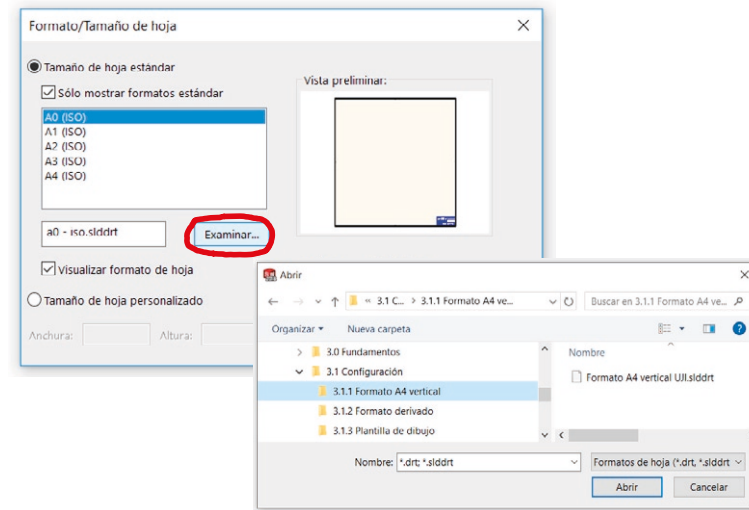 Formato/Tamaño de hoja
Tamaño de hoja estándar
Sólo mostrar formatos estándar
A0 (ISO)
A1 (ISO)
A2 (ISO)
A3 (ISO)
A4 (ISO)
a0 - iso.slddrt
Examinar...
Visualizar formato de hoja
Tamaño de hoja personalizado
Anchura:
Altura:
Vista preliminar:
Abrir
« 3.1 C... > 3.1.1 Formato A4 ve...
Buscar en 3.1.1 Formato A4 ve...
Organizar
Nueva carpeta
3.0 Fundamentos
3.1 Configuración
3.1.1 Formato A4 vertical
3.1.2 Formato derivado
3.1.3 Plantilla de dibujo
Nombre
Formato A4 vertical UJI.slddrt
Nombre: *.drt; *.slddrt
Formatos de hoja (*.drt, *.slddrt
Abrir
Cancelar